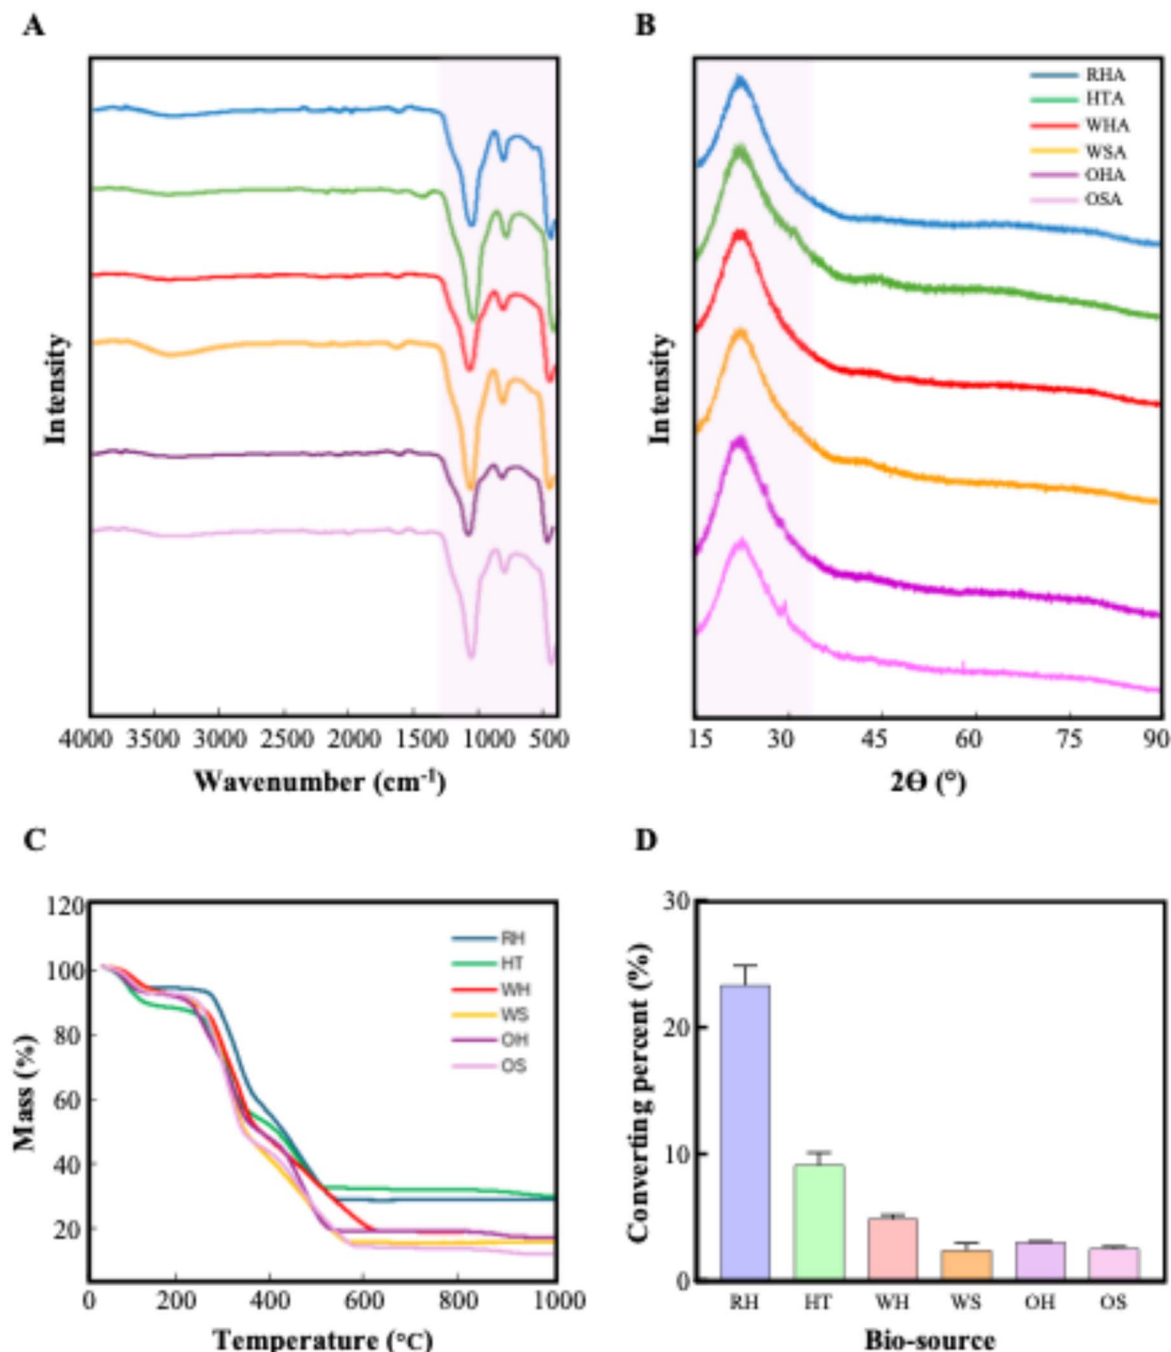 A
Intensity
4000 3500 3000 2500 2000 1500 1000 500
Wavenumber (cm-1)
B
RHA
HTA
WHA
WSA
OHA
OSA
Intensity
15 30 45 60 75 90
2Θ (°)
C
120
100
80
60
40
20
Mass (%)
RH
HT
WH
WS
OH
OS
0 200 400 600 800 1000
Temperature (°C)
D
30
20
10
0
Converting percent (%)
RH HT WH WS OH OS
Bio-source